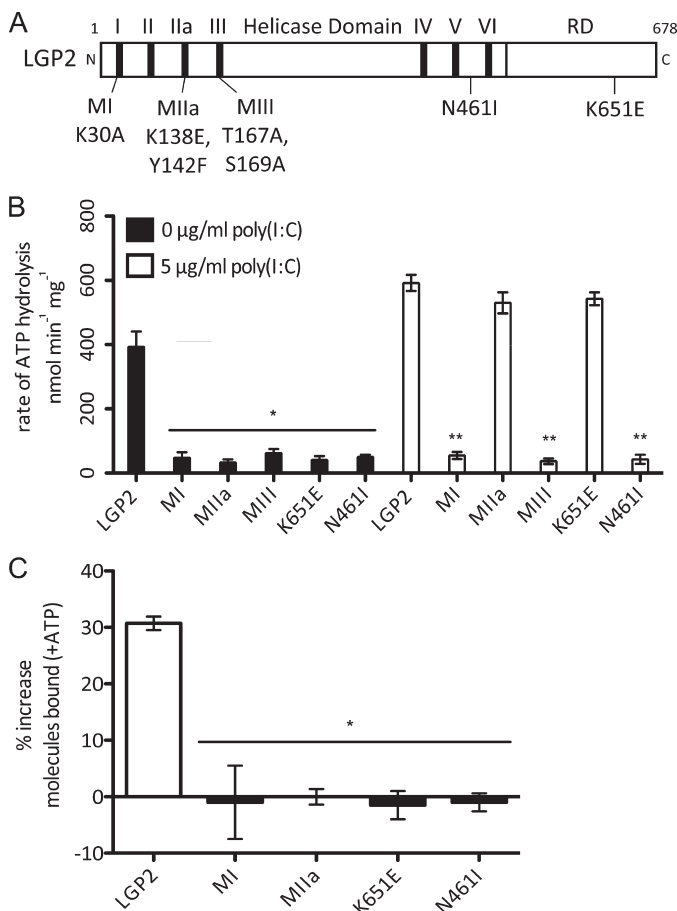 A
1 I II IIa III Helicase Domain IV V VI RD 678
LGP2 N C
MI MIIa MIII N461I K651E
K30A K138E, T167A,
Y142F S169A
B
rate of ATP hydrolysis
nmol min⁻¹ mg⁻¹
800
600
400
200
0
0 µg/ml poly(I:C)
5 µg/ml poly(I:C)
* ** ** **
LGP2 MI MIIa MIII K651E N461I LGP2 MI MIIa MIII K651E N461I
C
% increase
molecules bound (+ATP)
40
30
20
10
0
-10
*
LGP2 MI MIIa K651E N461I